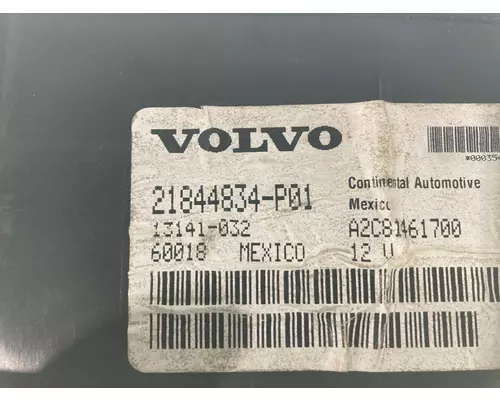 VOLVO
21844834-P01
13141-032
60018 MEXICO
Continental Automotive
Mexico
A2C81461700
12 V